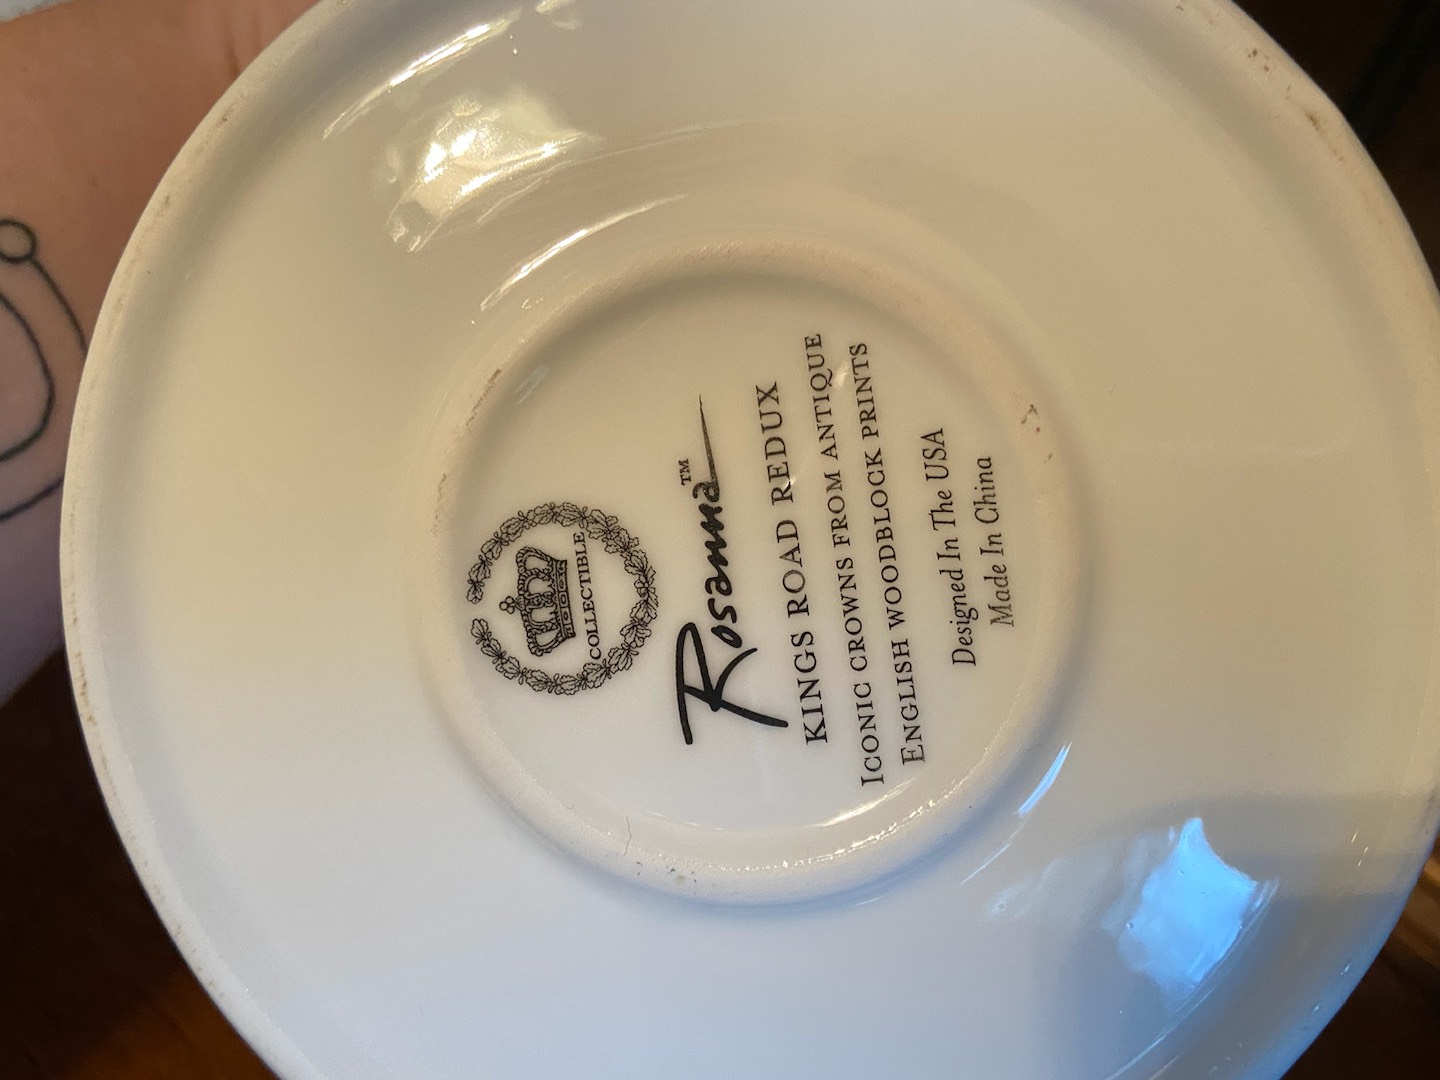 COLLECTIBLE
Rosanna™
KINGS ROAD REDUX
ICONIC CROWNS FROM ANTIQUE
ENGLISH WOODBLOCK PRINTS
Designed In The USA
Made In China